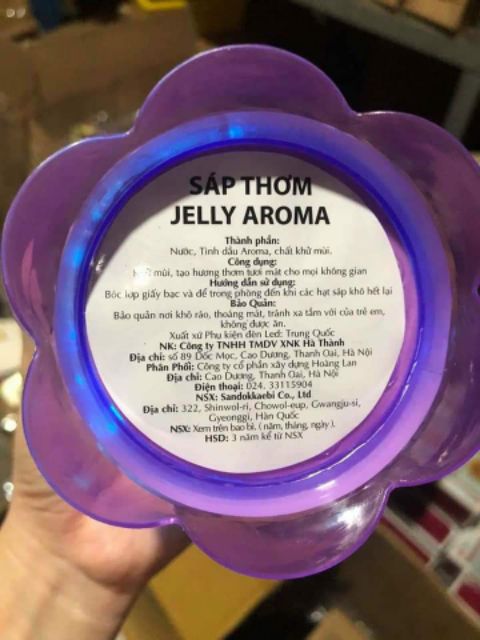 SÁP THƠM
JELLY AROMA
Thành phần:
Nước, Tinh dầu Aroma, chất khử mùi.
Công dụng:
Khử mùi, tạo hương thơm tươi mát cho mọi không gian
Hướng dẫn sử dụng:
Bóc lớp giấy bạc và để trong phòng đến khi các hạt sáp khô hết lại
Bảo Quản:
Bảo quản nơi khô ráo, thoáng mát, tránh xa tầm với của trẻ em,
không được ăn.
Xuất xứ Phụ kiện đèn Led: Trung Quốc
NK: Công ty TNHH TMDV XNK Hà Thành
Địa chỉ: số 89 Dốc Mọc, Cao Dương, Thanh Oai, Hà Nội
Phân Phối: Công ty cổ phần xây dựng Hoàng Lan
Địa chỉ: Cao Dương, Thanh Oai, Hà Nội
Điện thoại: 024. 33115904
NSX: Sandokkaebi Co., Ltd
Địa chỉ: 322, Shinwol-ri, Chowol-eup, Gwangju-si,
Gyeonggi, Hàn Quốc
NSX: Xem trên bao bì. ( năm, tháng, ngày ).
HSD: 3 năm kể từ NSX